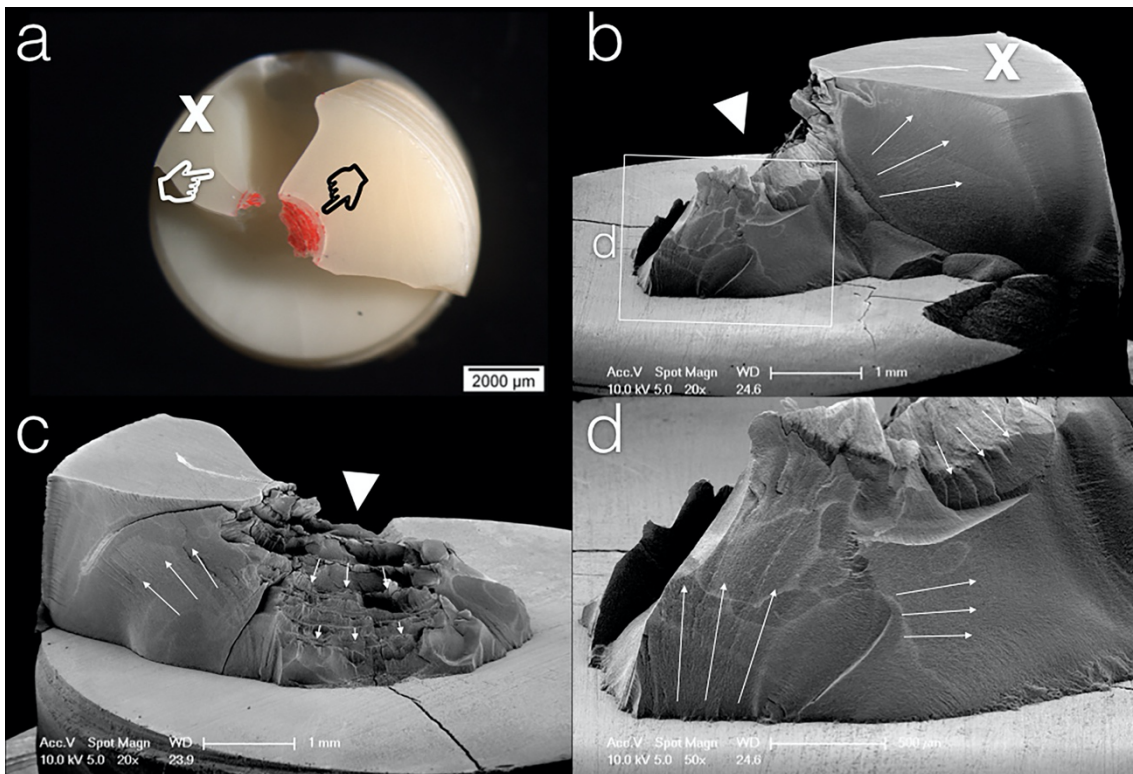 a
X
2000 µm
b
X
d
Acc.V Spot Magn WD 1 mm
10.0 kV 5.0 20x 24.6
c
Acc.V Spot Magn WD 1 mm
10.0 kV 5.0 20x 23.9
d
Acc.V Spot Magn WD 500 µm
10.0 kV 5.0 50x 24.6